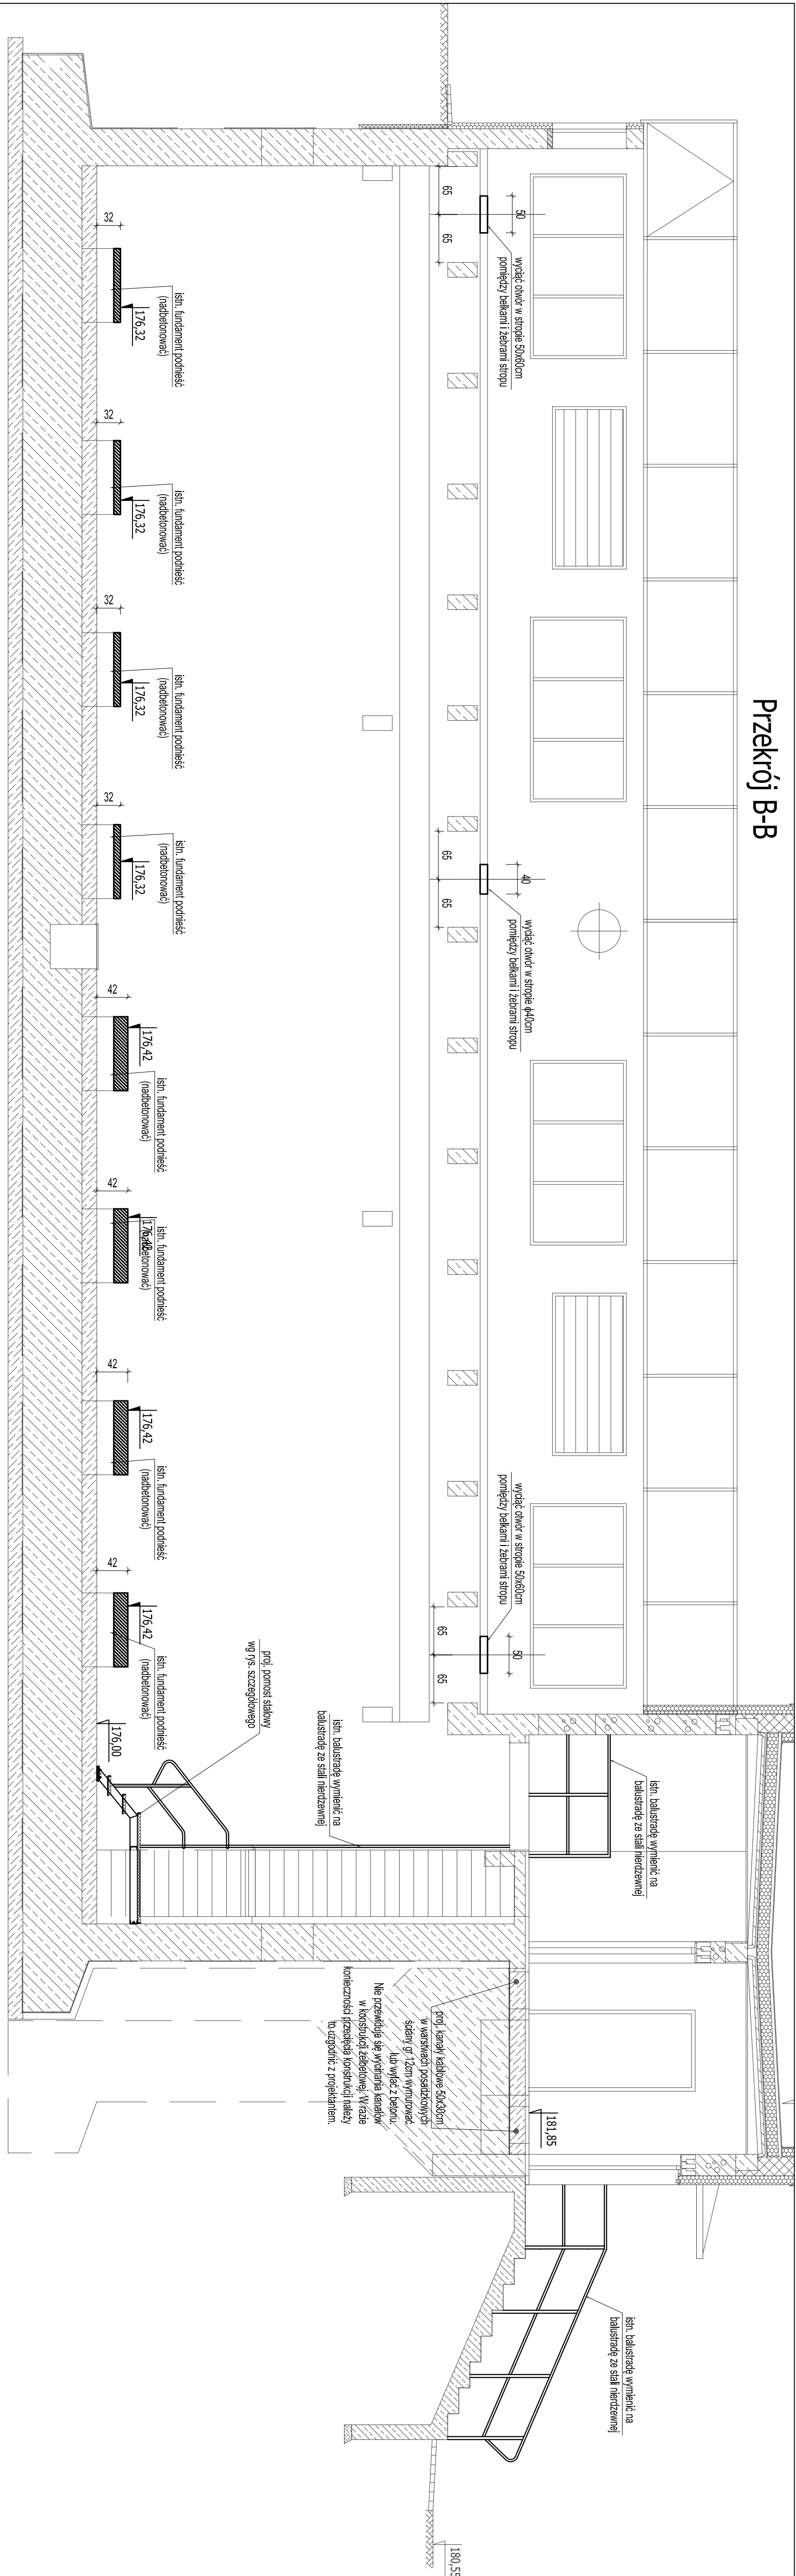 Przekrój B-B
65
65
50
wyciąć otwór w stropie 50x60cm
pomiędzy belkami i żebrami stropu
65
65
40
wyciąć otwór w stropie ϕ40cm
pomiędzy belkami i żebrami stropu
wyciąć otwór w stropie 50x60cm
pomiędzy belkami i żebrami stropu
50
65
65
32
176,32
istn. fundament podnieść
(nadbetonować)
32
176,32
istn. fundament podnieść
(nadbetonować)
32
176,32
istn. fundament podnieść
(nadbetonować)
32
176,32
istn. fundament podnieść
(nadbetonować)
42
176,42
istn. fundament podnieść
(nadbetonować)
42
176,42
istn. fundament podnieść
(nadbetonować)
42
176,42
istn. fundament podnieść
(nadbetonować)
42
176,42
istn. fundament podnieść
(nadbetonować)
176,00
proj. pomost stalowy
wg rys. szczegółowego
istn. balustradę wymienić na
balustradę ze stali nierdzewnej
istn. balustradę wymienić na
balustradę ze stali nierdzewnej
proj. kanały kablowe 50x30cm
w warstwach posadzkowych
ściany gr.12cm wymurować
lub wylać z betonu.
Nie przewiduje się wycinania kanałów
w konstrukcji żelbetowej. W razie
konieczności przecięcia konstrukcji należy
to uzgodnić z projektantem.
181,85
istn. balustradę wymienić na
balustradę ze stali nierdzewnej
180,55